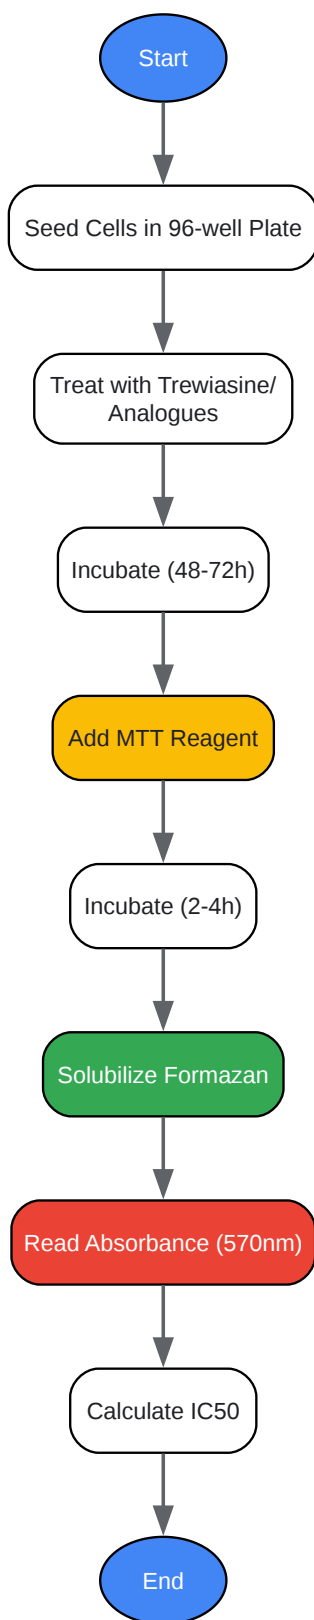 Start
Seed Cells in 96-well Plate
Treat with Trewiasine/
Analogues
Incubate (48-72h)
Add MTT Reagent
Incubate (2-4h)
Solubilize Formazan
Read Absorbance (570nm)
Calculate IC50
End